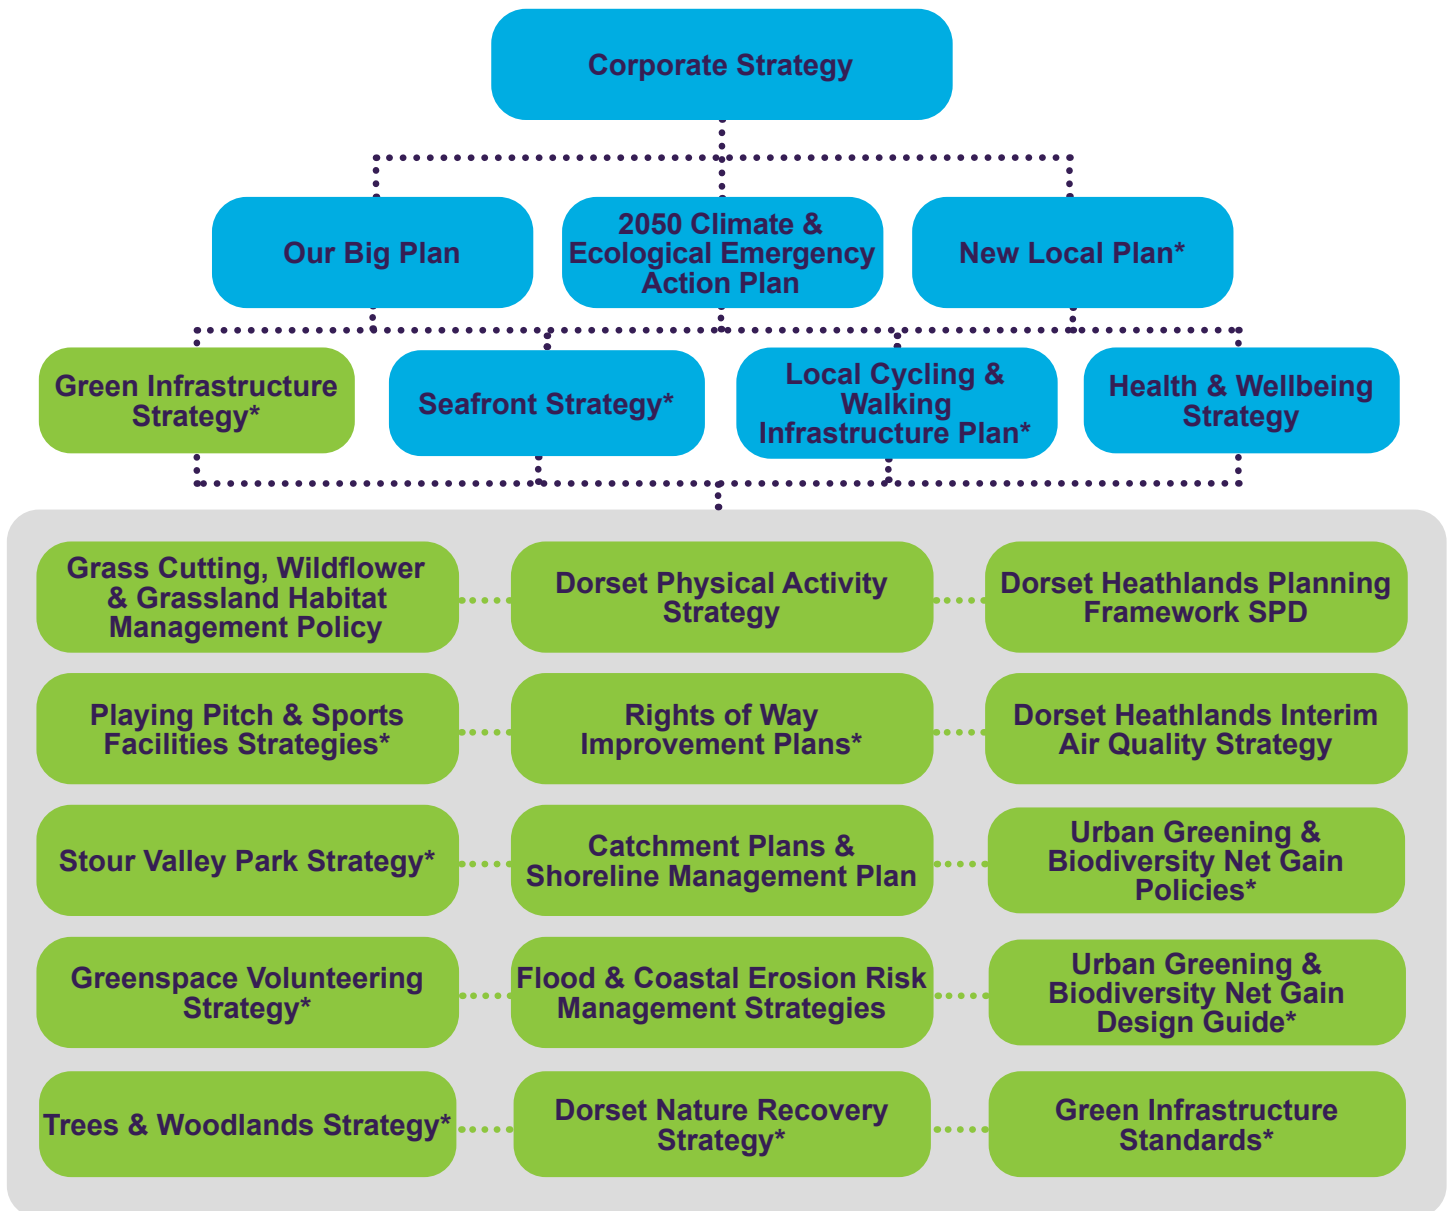 Corporate Strategy
Our Big Plan
2050 Climate &
Ecological Emergency
Action Plan
New Local Plan*
Green Infrastructure
Strategy*
Seafront Strategy*
Local Cycling &
Walking
Infrastructure Plan*
Health & Wellbeing
Strategy
Grass Cutting, Wildflower
& Grassland Habitat
Management Policy
Dorset Physical Activity
Strategy
Dorset Heathlands Planning
Framework SPD
Playing Pitch & Sports
Facilities Strategies*
Rights of Way
Improvement Plans*
Dorset Heathlands Interim
Air Quality Strategy
Stour Valley Park Strategy*
Catchment Plans &
Shoreline Management Plan
Urban Greening &
Biodiversity Net Gain
Policies*
Greenspace Volunteering
Strategy*
Flood & Coastal Erosion Risk
Management Strategies
Urban Greening &
Biodiversity Net Gain
Design Guide*
Trees & Woodlands Strategy*
Dorset Nature Recovery
Strategy*
Green Infrastructure
Standards*